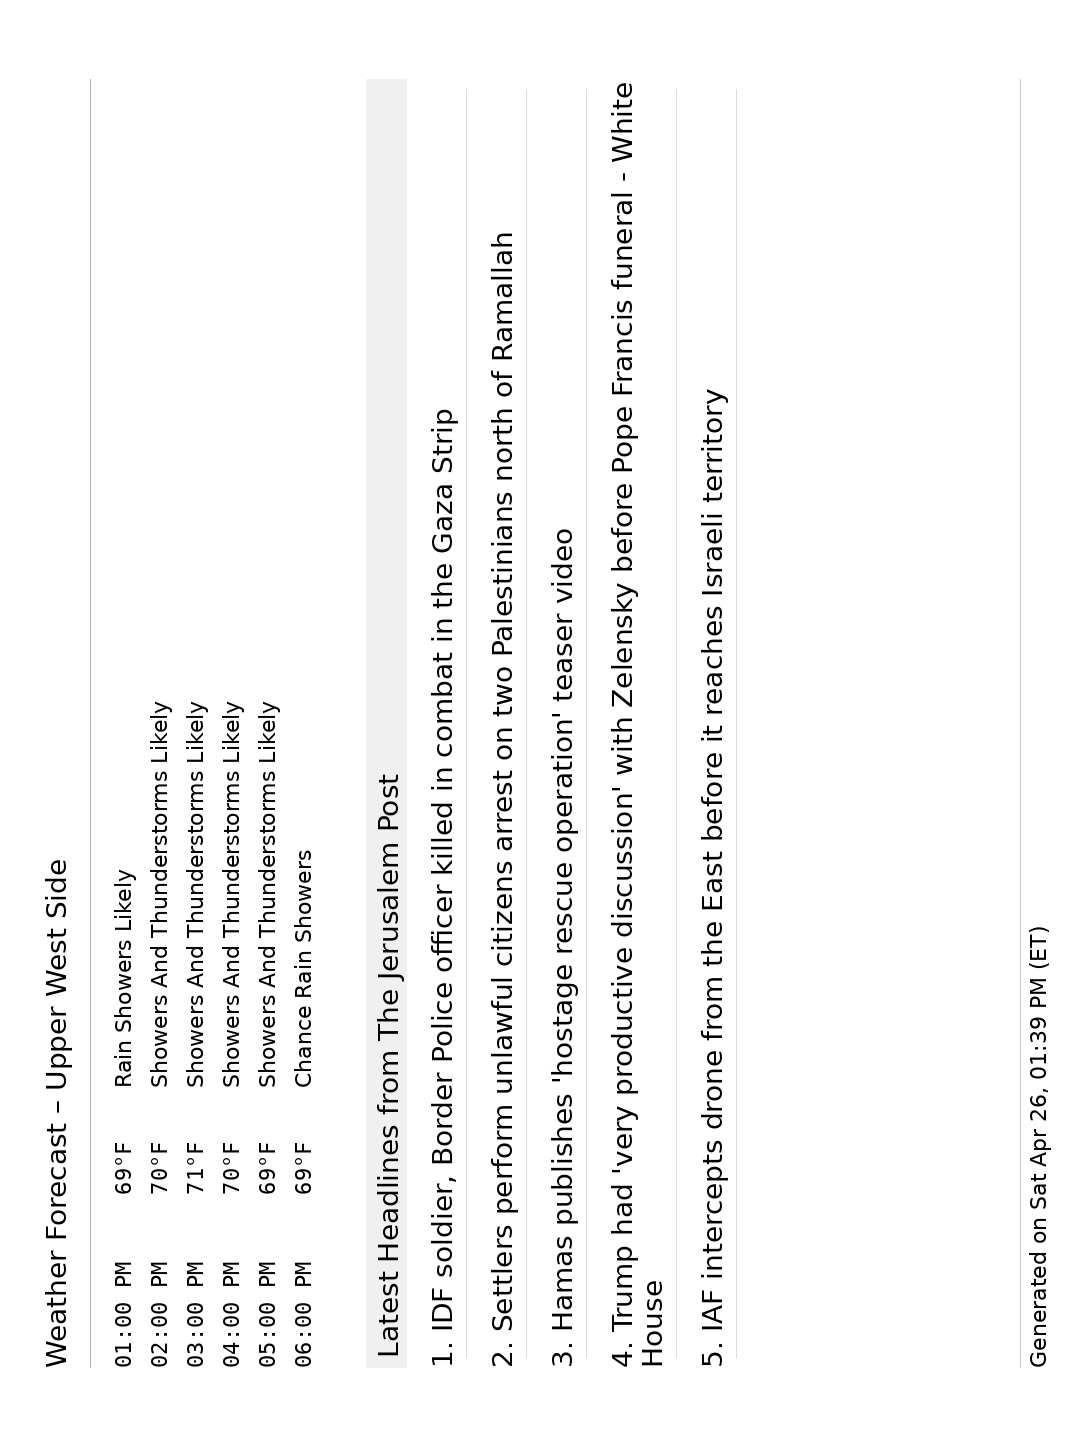 Weather Forecast – Upper West Side
01:00 PM 69°F Rain Showers Likely
02:00 PM 70°F Showers And Thunderstorms Likely
03:00 PM 71°F Showers And Thunderstorms Likely
04:00 PM 70°F Showers And Thunderstorms Likely
05:00 PM 69°F Showers And Thunderstorms Likely
06:00 PM 69°F Chance Rain Showers
Latest Headlines from The Jerusalem Post
1. IDF soldier, Border Police officer killed in combat in the Gaza Strip
2. Settlers perform unlawful citizens arrest on two Palestinians north of Ramallah
3. Hamas publishes 'hostage rescue operation' teaser video
4. Trump had 'very productive discussion' with Zelensky before Pope Francis funeral - White
House
5. IAF intercepts drone from the East before it reaches Israeli territory
Generated on Sat Apr 26, 01:39 PM (ET)